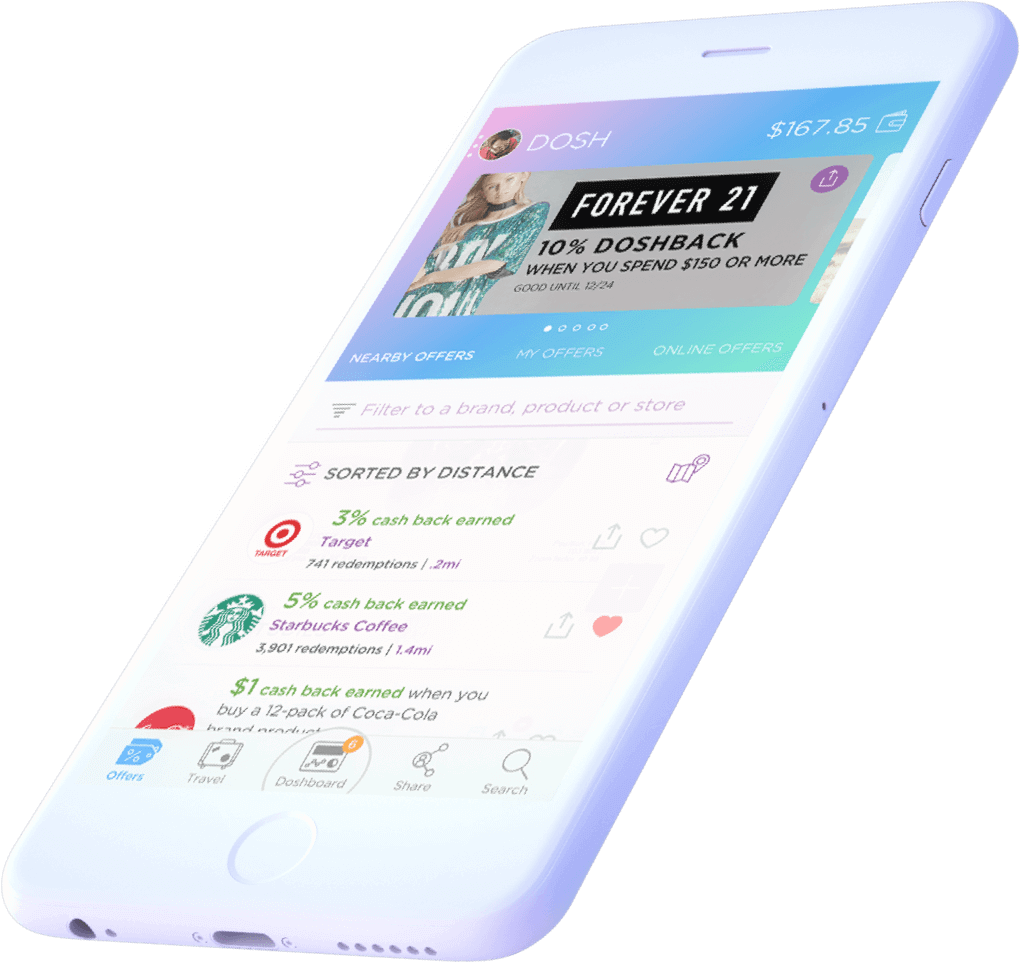 DOSH
$167.85
FOREVER 21
10% DOSHBACK
WHEN YOU SPEND $150 OR MORE
GOOD UNTIL 12/24
NEARBY OFFERS
MY OFFERS
ONLINE OFFERS
Filter to a brand, product or store
SORTED BY DISTANCE
3% cash back earned
TARGET
Target
741 redemptions | .2mi
5% cash back earned
Starbucks Coffee
3,901 redemptions | 1.4mi
$1 cash back earned when you
buy a 12-pack of Coca-Cola
brand product
6
Offers
Travel
Doshboard
Share
Search